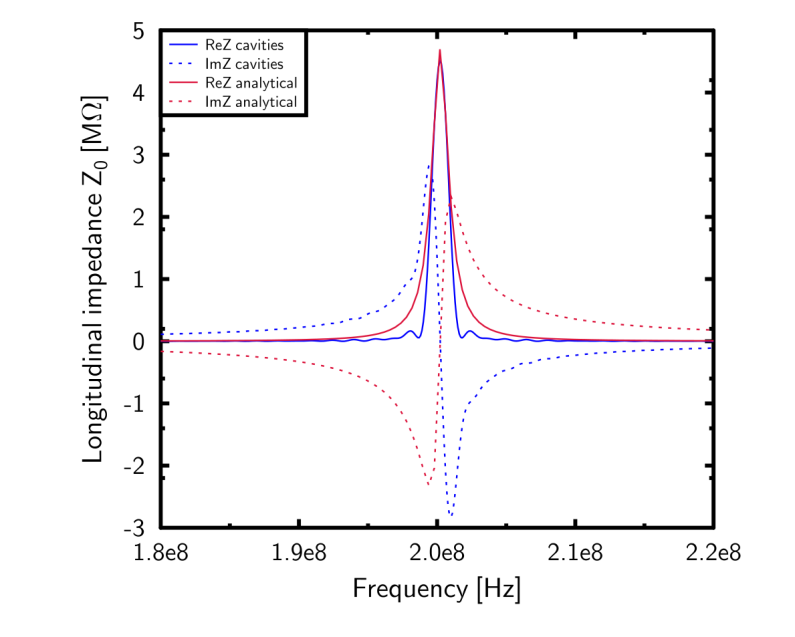 ReZ cavities
ImZ cavities
ReZ analytical
ImZ analytical
5
4
3
2
1
0
-1
-2
-3
Longitudinal impedance Z₀ [MΩ]
1.8e8 1.9e8 2.0e8 2.1e8 2.2e8
Frequency [Hz]